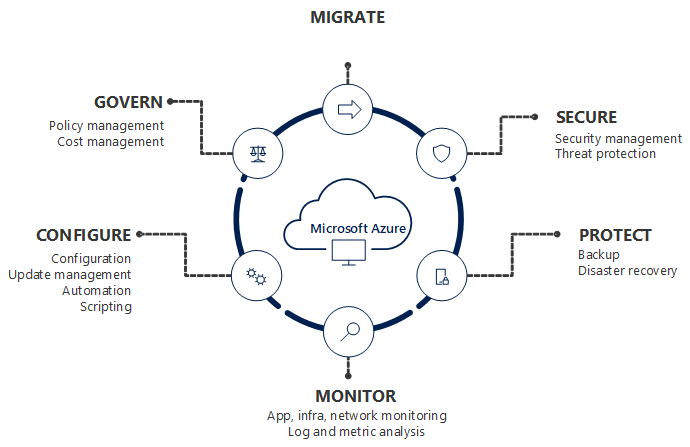 MIGRATE
GOVERN
Policy management
Cost management
SECURE
Security management
Threat protection
Microsoft Azure
CONFIGURE
Configuration
Update management
Automation
Scripting
PROTECT
Backup
Disaster recovery
MONITOR
App, infra, network monitoring
Log and metric analysis